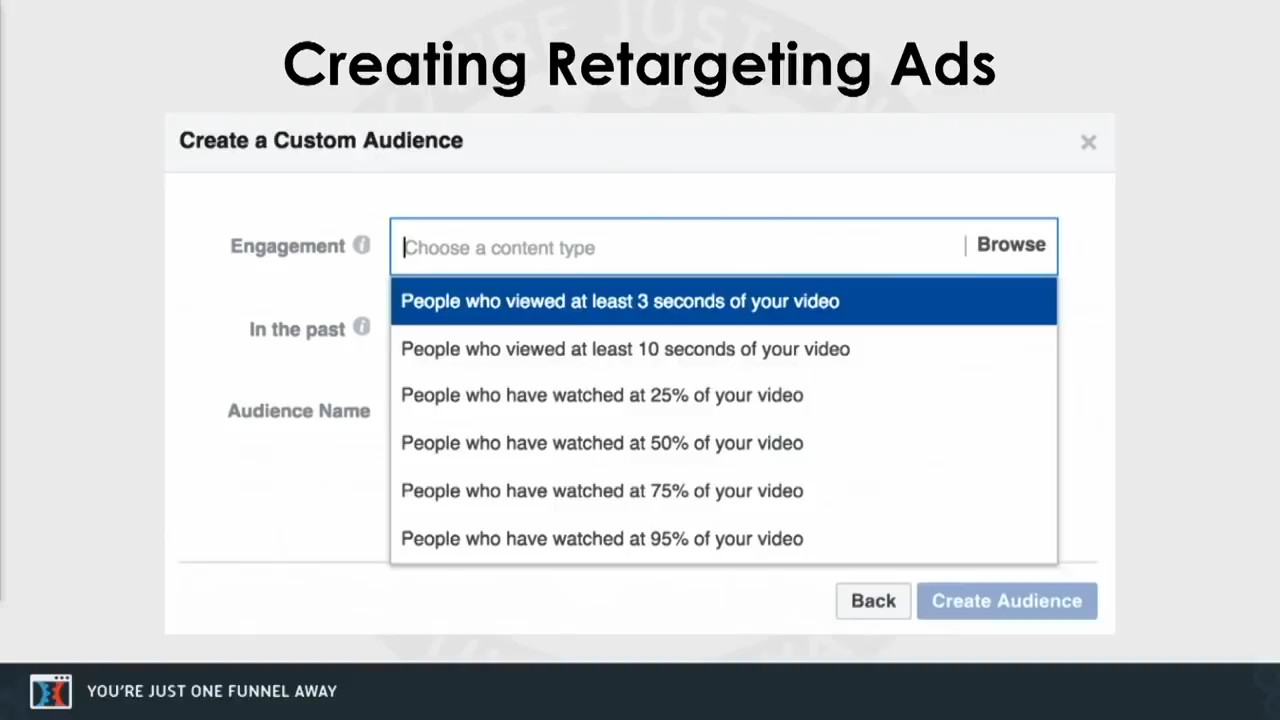 Creating Retargeting Ads
Create a Custom Audience
Engagement
Choose a content type
Browse
People who viewed at least 3 seconds of your video
In the past
People who viewed at least 10 seconds of your video
People who have watched at 25% of your video
Audience Name
People who have watched at 50% of your video
People who have watched at 75% of your video
People who have watched at 95% of your video
Back
Create Audience
YOU'RE JUST ONE FUNNEL AWAY